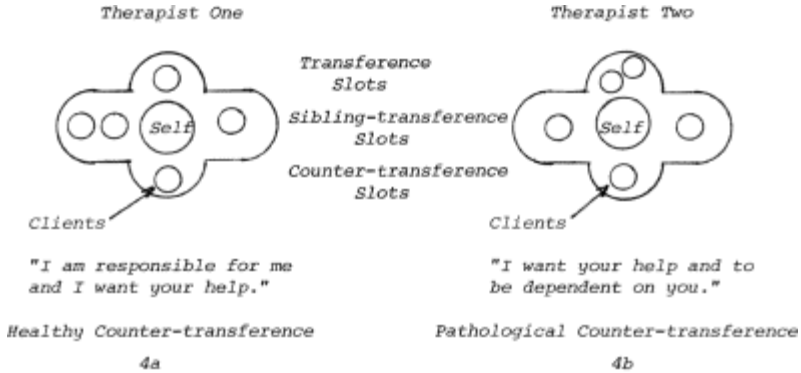 Therapist One
Therapist Two
Transference
Slots
Self
Sibling-transference
Slots
Self
Counter-transference
Slots
Clients
Clients
"I am responsible for me
and I want your help."
"I want your help and to
be dependent on you."
Healthy Counter-transference
Pathological Counter-transference
4a
4b